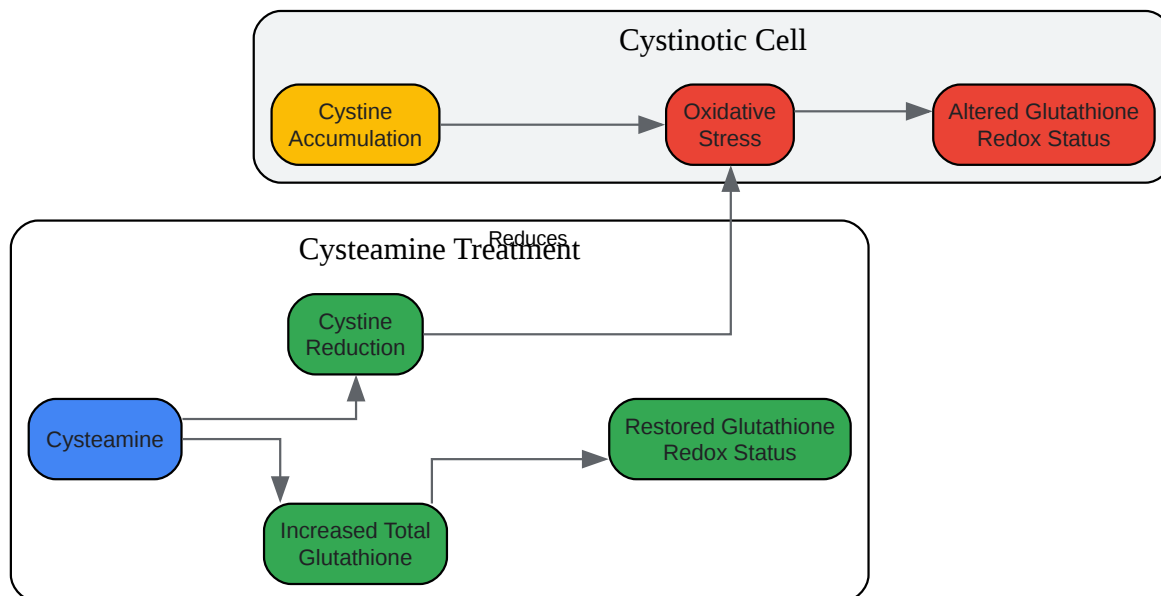 Cystinotic Cell
Cystine
Accumulation
Oxidative
Stress
Altered Glutathione
Redox Status
Reduces
Cysteamine Treatment
Cystine
Reduction
Cysteamine
Restored Glutathione
Redox Status
Increased Total
Glutathione